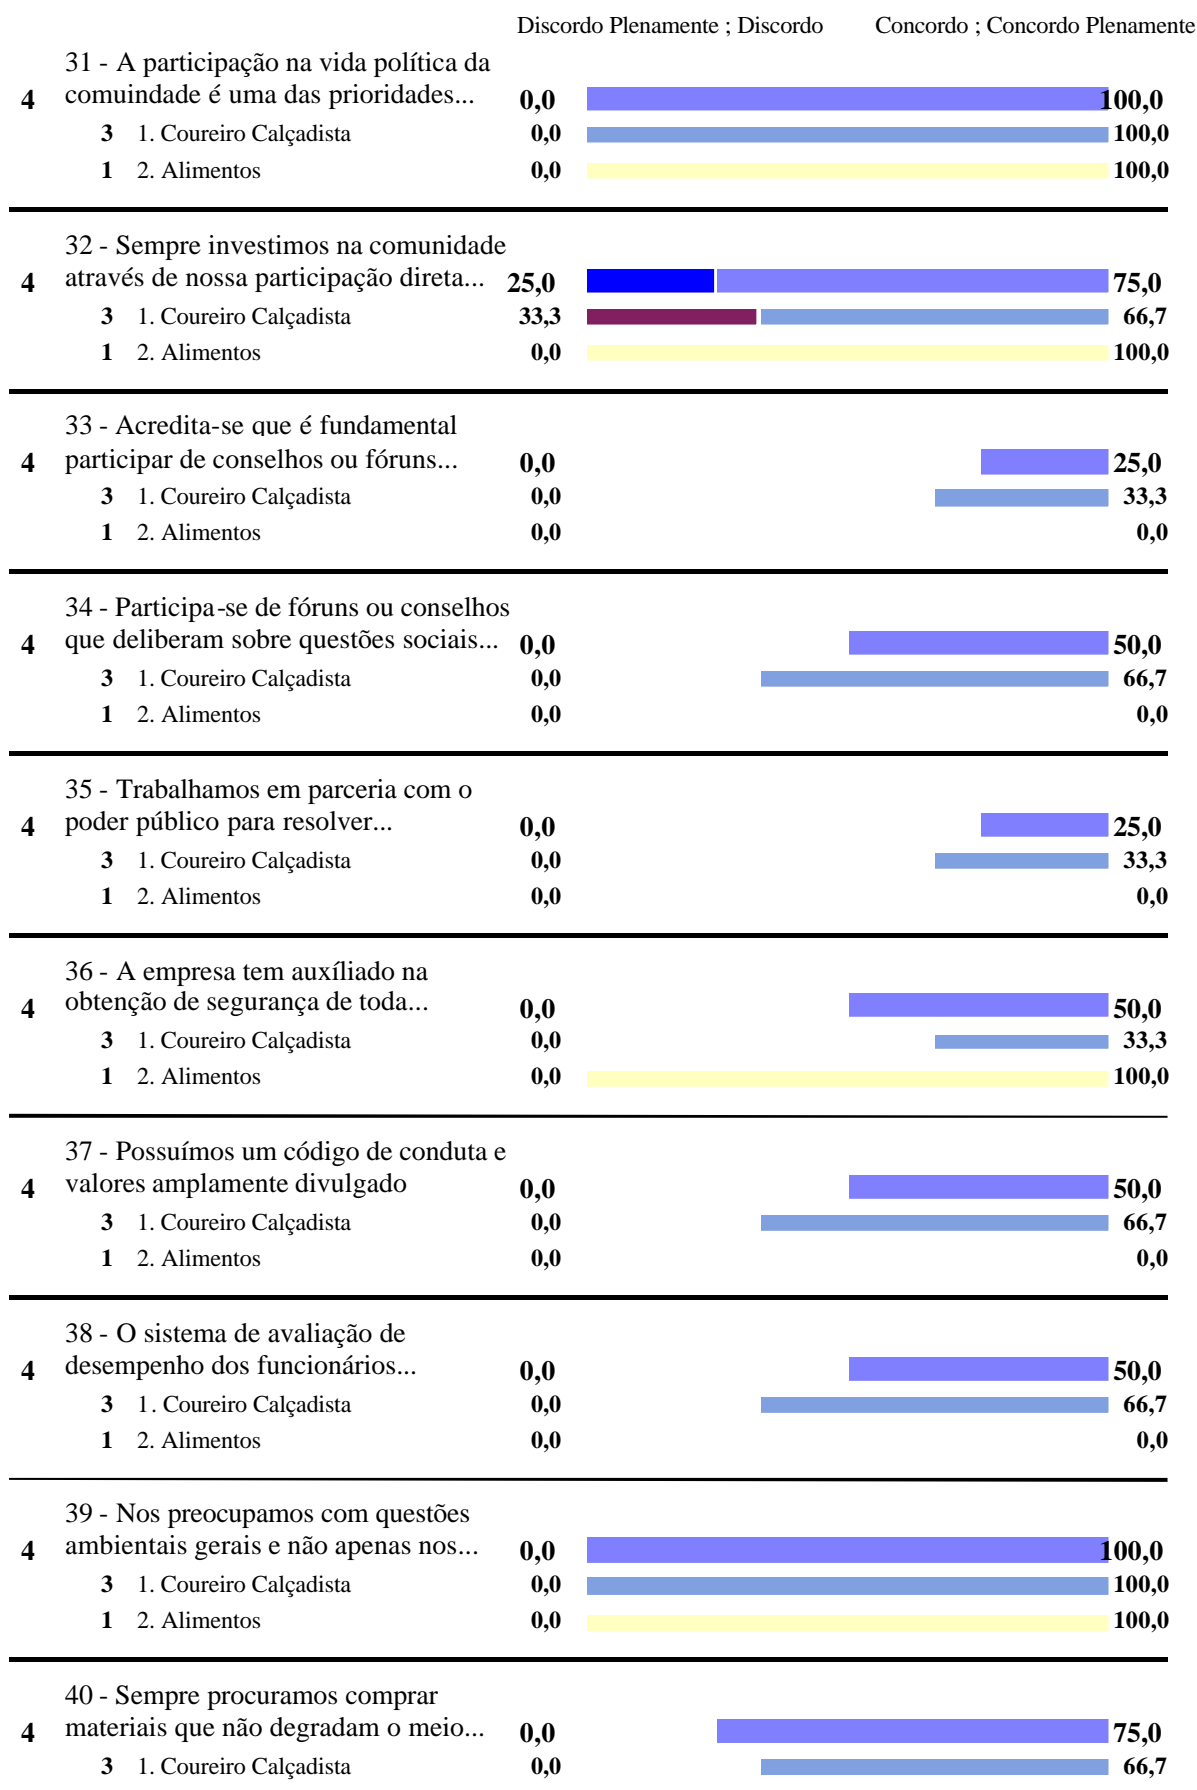 Discordo Plenamente ; Discordo Concordo ; Concordo Plenamente
31 - A participação na vida política da
4 comuindade é uma das prioridades... 0,0 100,0
3 1. Coureiro Calçadista 0,0 100,0
1 2. Alimentos 0,0 100,0
32 - Sempre investimos na comunidade
4 através de nossa participação direta... 25,0 75,0
3 1. Coureiro Calçadista 33,3 66,7
1 2. Alimentos 0,0 100,0
33 - Acredita-se que é fundamental
4 participar de conselhos ou fóruns... 0,0 25,0
3 1. Coureiro Calçadista 0,0 33,3
1 2. Alimentos 0,0 0,0
34 - Participa-se de fóruns ou conselhos
4 que deliberam sobre questões sociais... 0,0 50,0
3 1. Coureiro Calçadista 0,0 66,7
1 2. Alimentos 0,0 0,0
35 - Trabalhamos em parceria com o
4 poder público para resolver... 0,0 25,0
3 1. Coureiro Calçadista 0,0 33,3
1 2. Alimentos 0,0 0,0
36 - A empresa tem auxíliado na
4 obtenção de segurança de toda... 0,0 50,0
3 1. Coureiro Calçadista 0,0 33,3
1 2. Alimentos 0,0 100,0
37 - Possuímos um código de conduta e
4 valores amplamente divulgado 0,0 50,0
3 1. Coureiro Calçadista 0,0 66,7
1 2. Alimentos 0,0 0,0
38 - O sistema de avaliação de
4 desempenho dos funcionários... 0,0 50,0
3 1. Coureiro Calçadista 0,0 66,7
1 2. Alimentos 0,0 0,0
39 - Nos preocupamos com questões
4 ambientais gerais e não apenas nos... 0,0 100,0
3 1. Coureiro Calçadista 0,0 100,0
1 2. Alimentos 0,0 100,0
40 - Sempre procuramos comprar
4 materiais que não degradam o meio... 0,0 75,0
3 1. Coureiro Calçadista 0,0 66,7